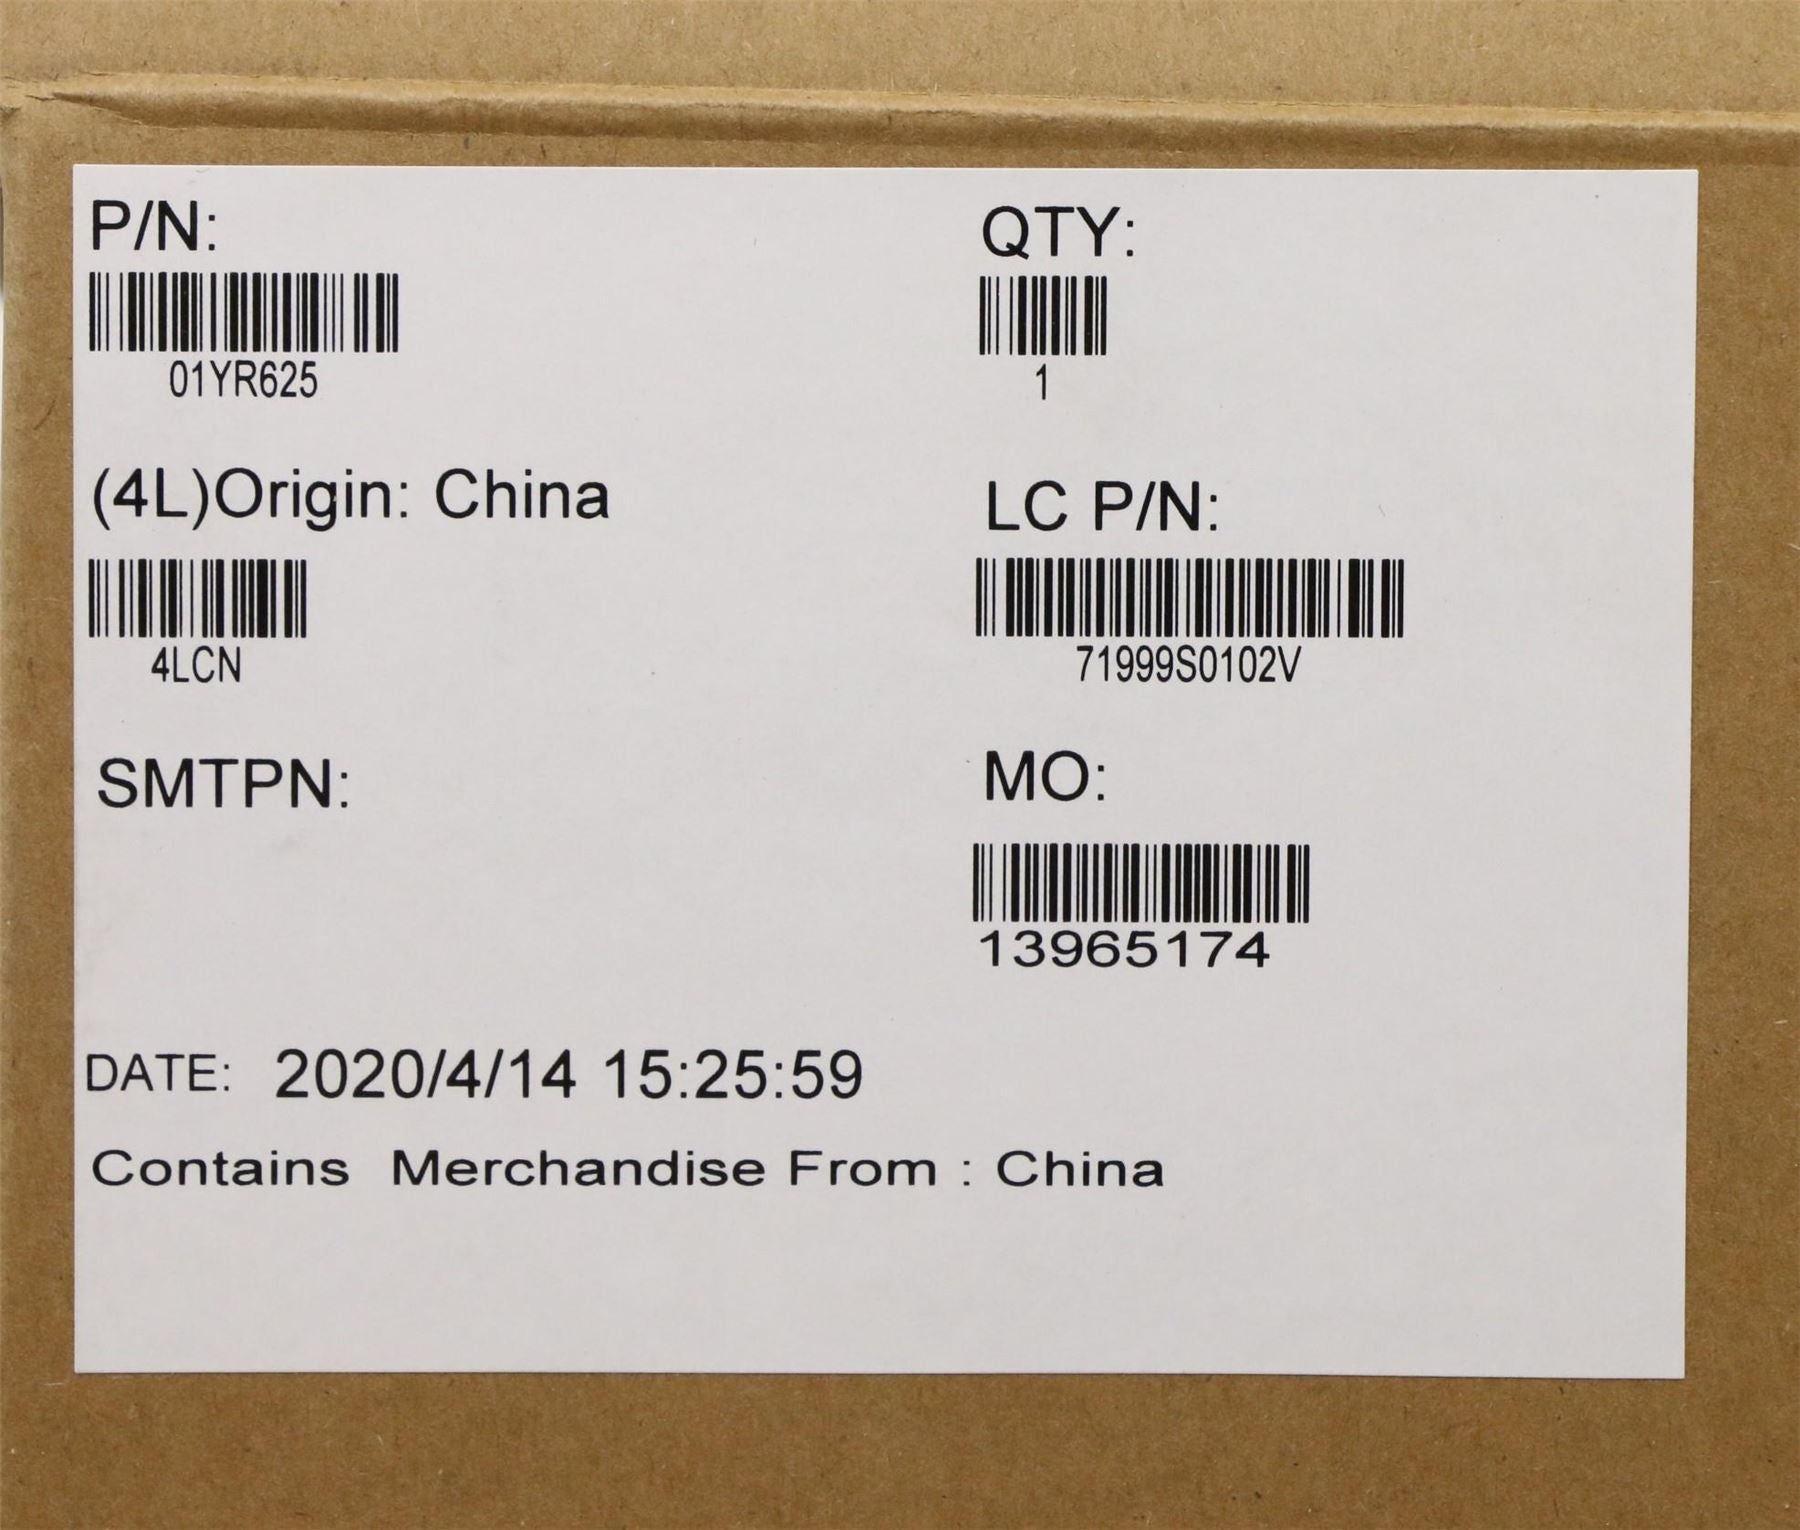 P/N:
QTY:
01YR625
1
(4L)Origin: China
LC P/N:
4LCN
71999S0102V
SMTPN:
MO:
13965174
DATE: 2020/4/14 15:25:59
Contains Merchandise From : China